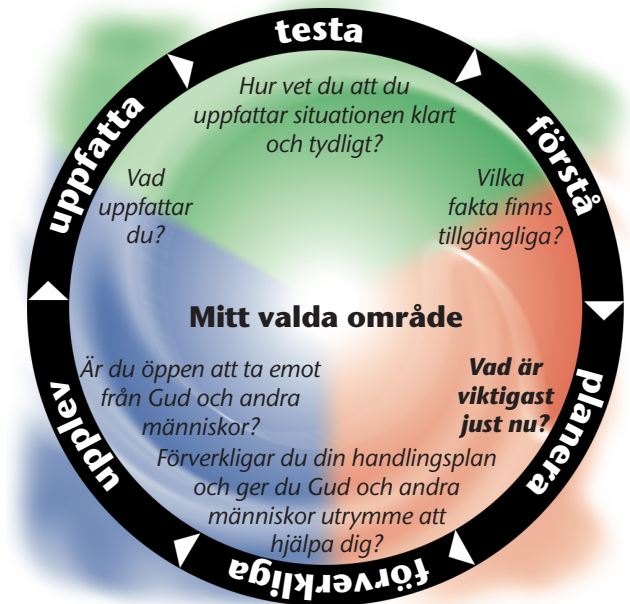 testa
Hur vet du att du
uppfattar situationen klart
och tydligt?
förstå
Vilka
fakta finns
tillgängliga?
uppfatta
Vad
uppfattar
du?
Mitt valda område
planera
Vad är
viktigast
just nu?
upplev
Är du öppen att ta emot
från Gud och andra
människor?
Förverkligar du din handlingsplan
och ger du Gud och andra
människor utrymme att
hjälpa dig?
förverkliga